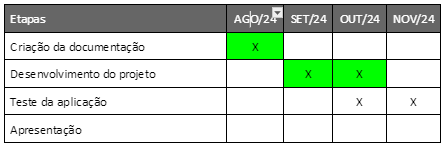 Etapas AGO/24 SET/24 OUT/24 NOV/24
Criação da documentação X
Desenvolvimento do projeto X X
Teste da aplicação X X
Apresentação